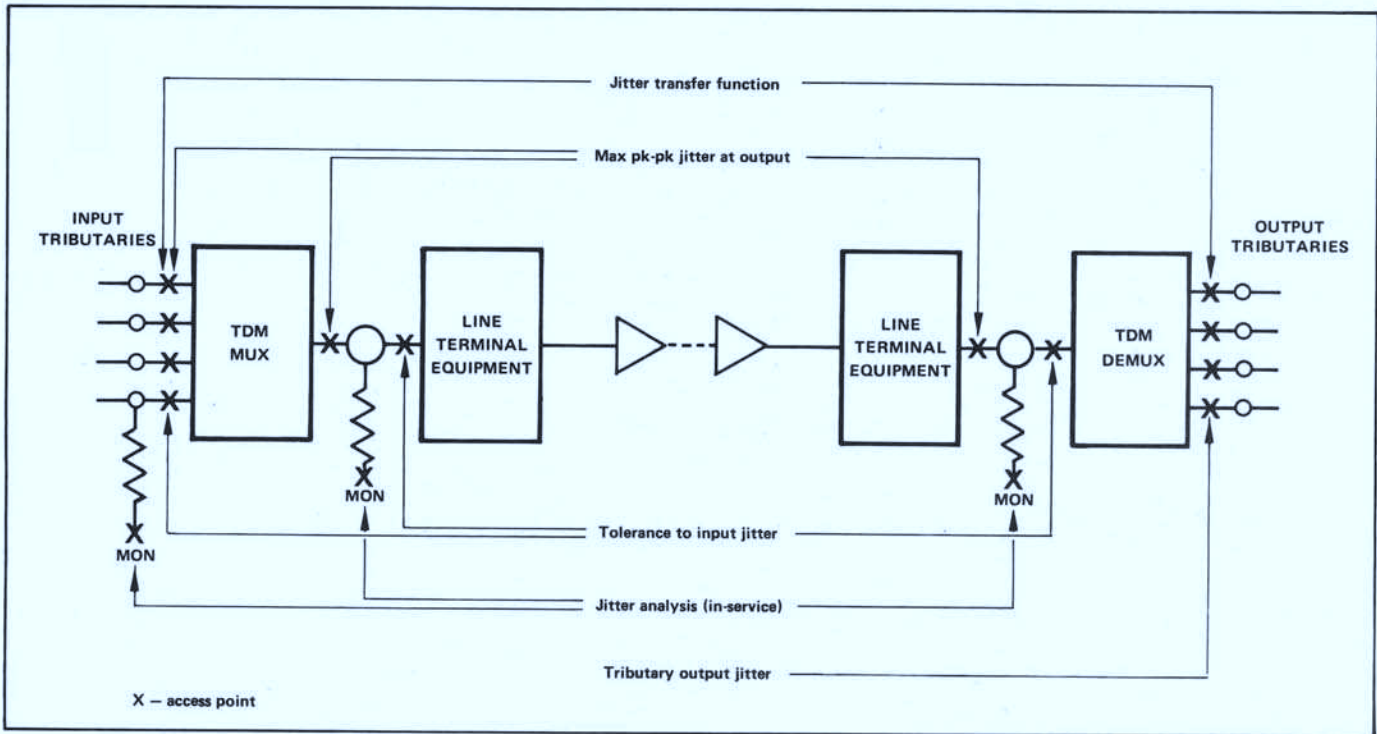 Jitter transfer function
Max pk-pk jitter at output
INPUT
TRIBUTARIES
OUTPUT
TRIBUTARIES
TDM
MUX
LINE
TERMINAL
EQUIPMENT
LINE
TERMINAL
EQUIPMENT
TDM
DEMUX
MON
MON
MON
Tolerance to input jitter
Jitter analysis (in-service)
Tributary output jitter
X – access point